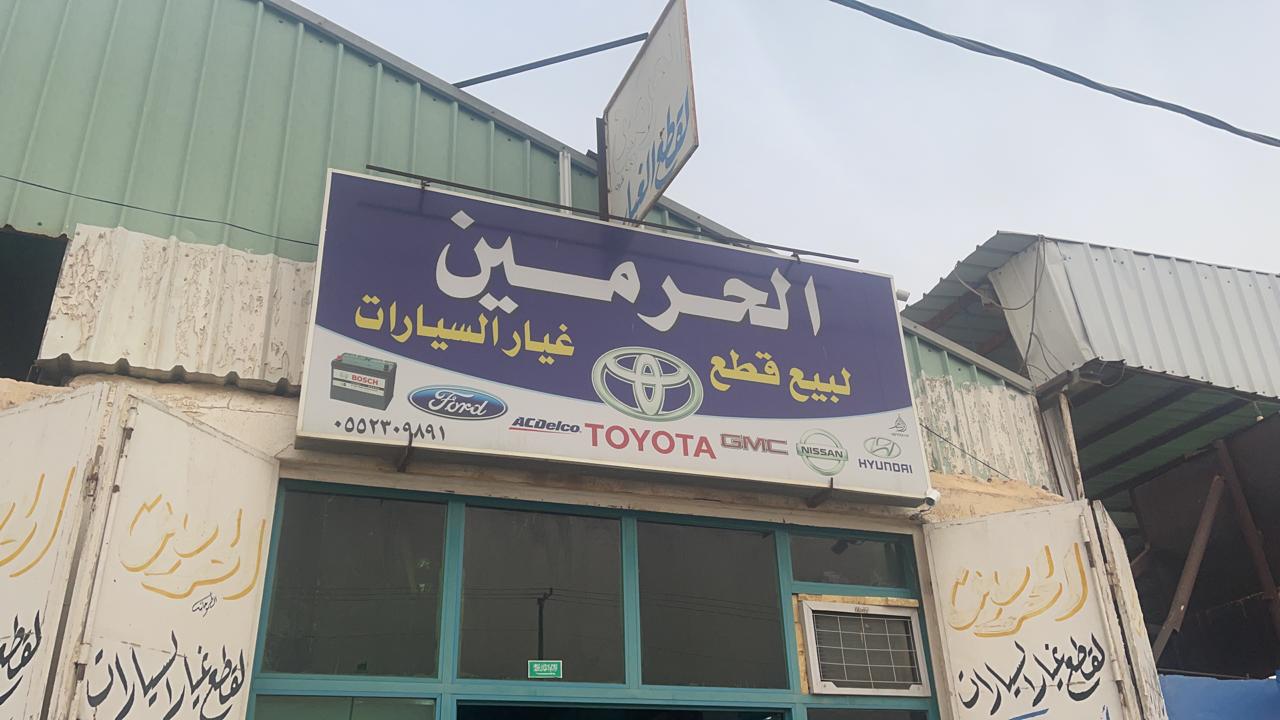 لقطع الغيار
الحرمين
لبيع قطع غيار السيارات
BOSCH
Ford
ACDelco
TOYOTA
GMC
NISSAN
HYUNDAI
٠٥٥٢٣٠٩٨٩١
الحرمين
لقطع غيار السيارات
الحرمين
لقطع غيار السيارات